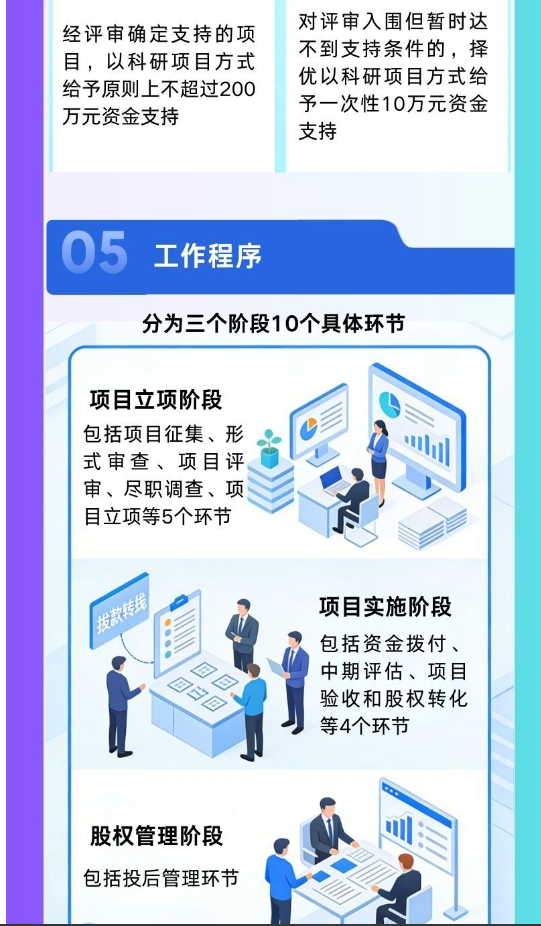 经评审确定支持的项
目，以科研项目方式
给予原则上不超过200
万元资金支持
对评审入围但暂时达
不到支持条件的，择
优以科研项目方式给
予一次性10万元资金
支持
05 工作程序
分为三个阶段10个具体环节
项目立项阶段
包括项目征集、形
式审查、项目评
审、尽职调查、项
目立项等5个环节
项目实施阶段
包括资金拨付、
中期评估、项目
验收和股权转化
等4个环节
股权管理阶段
包括投后管理环节